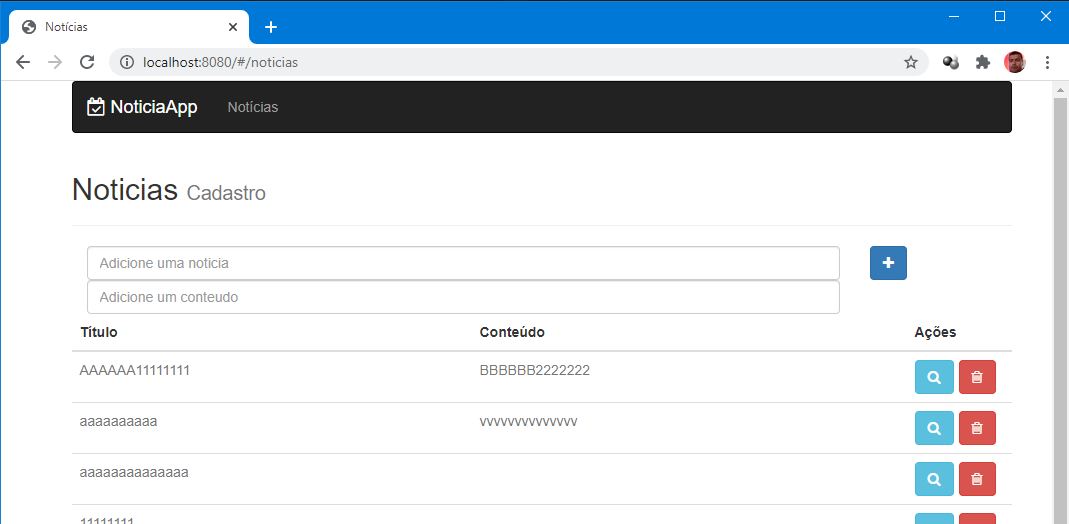 Notícias
localhost:8080/#/noticias
NoticiaApp Notícias
Noticias Cadastro
Adicione uma noticia
Adicione um conteudo
Título Conteúdo Ações
AAAAAA11111111 BBBBBB2222222
aaaaaaaaaa vvvvvvvvvvvvvv
aaaaaaaaaaaaaa
11111111